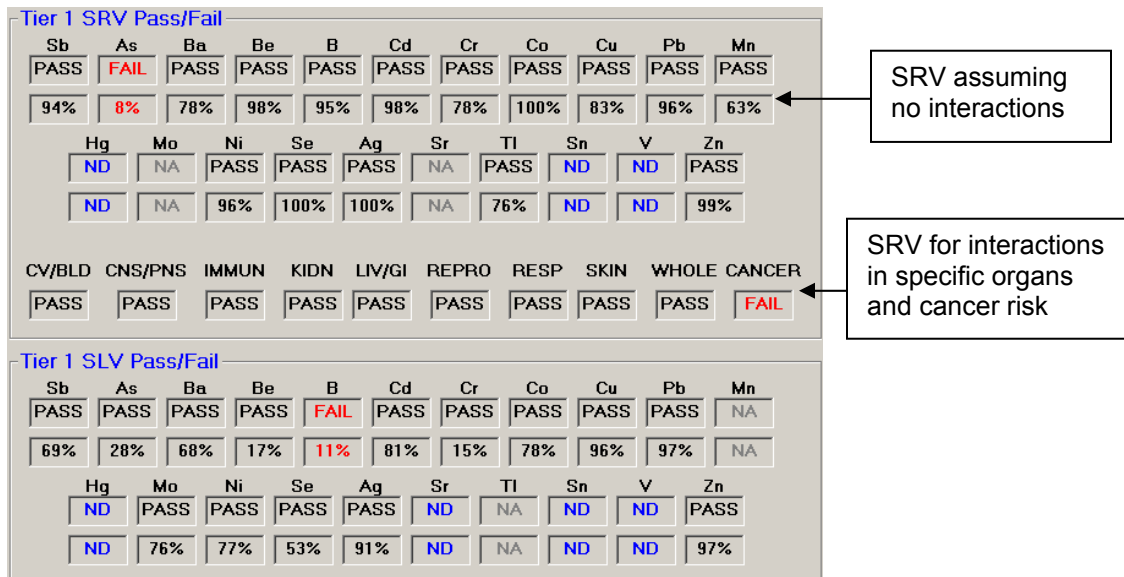 Tier 1 SRV Pass/Fail
Sb As Ba Be B Cd Cr Co Cu Pb Mn
PASS FAIL PASS PASS PASS PASS PASS PASS PASS PASS PASS
94% 8% 78% 98% 95% 98% 78% 100% 83% 96% 63%
SRV assuming
no interactions
Hg Mo Ni Se Ag Sr Tl Sn V Zn
ND NA PASS PASS PASS NA PASS ND ND PASS
ND NA 96% 100% 100% NA 76% ND ND 99%
CV/BLD CNS/PNS IMMUN KIDN LIV/GI REPRO RESP SKIN WHOLE CANCER
PASS PASS PASS PASS PASS PASS PASS PASS PASS FAIL
SRV for interactions
in specific organs
and cancer risk
Tier 1 SLV Pass/Fail
Sb As Ba Be B Cd Cr Co Cu Pb Mn
PASS PASS PASS PASS FAIL PASS PASS PASS PASS PASS NA
69% 28% 68% 17% 11% 81% 15% 78% 96% 97% NA
Hg Mo Ni Se Ag Sr Tl Sn V Zn
ND PASS PASS PASS PASS ND NA ND ND PASS
ND 76% 77% 53% 91% ND NA ND ND 97%